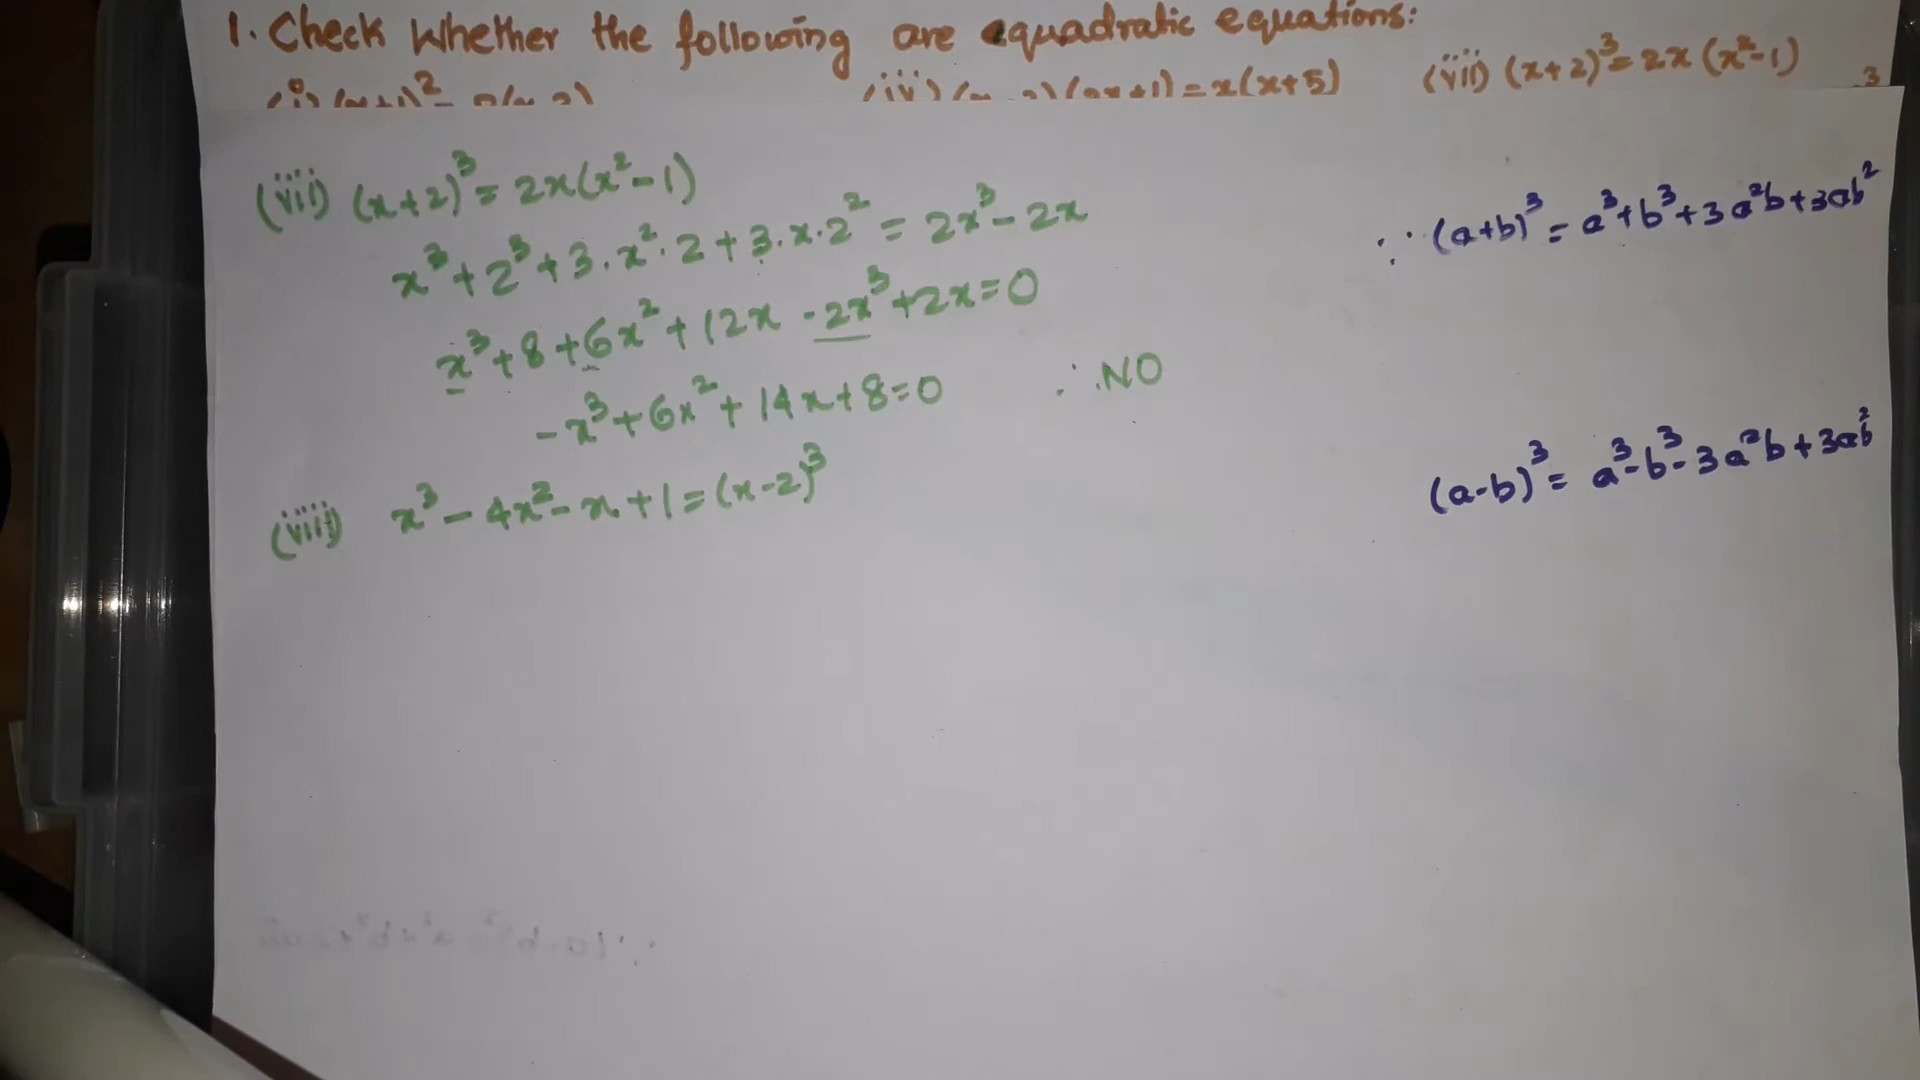 1. Check whether the following are equadratic equations:
(vii) (x+2)³ = 2x(x²-1)
x(x+5)
(vii) (x+2)³ = 2x(x²-1)
x³+2³+3.x².2+3.x.2² = 2x³-2x
x³+8+6x²+12x-2x³+2x=0
-x³+6x²+14x+8=0 ∴ NO
(viii) x³-4x²-x+1=(x-2)³
∵ (a+b)³ = a³+b³+3a²b+3ab²
(a-b)³ = a³-b³-3a²b+3ab²